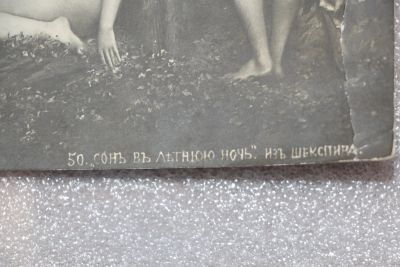 50. „СОНЪ ВЪ ЛѢТНЮЮ НОЧЬ". ИЗЪ ШЕКСПИРА.